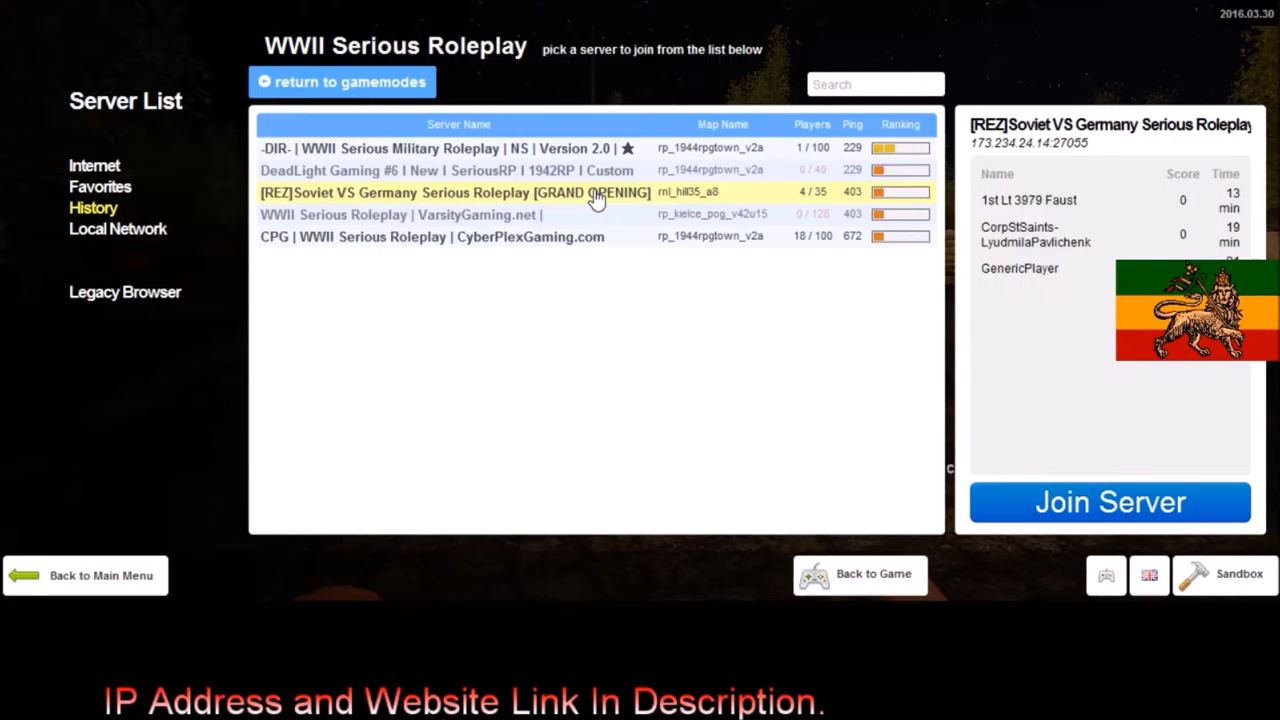 2016.03.30
WWII Serious Roleplay pick a server to join from the list below
return to gamemodes
Search
Server List
Internet
Favorites
History
Local Network
Legacy Browser
Server Name Map Name Players Ping Ranking
-DIR- | WWII Serious Military Roleplay | NS | Version 2.0 | ★ rp_1944rpgtown_v2a 1 / 100 229
DeadLight Gaming #6 I New I SeriousRP I 1942RP I Custom rp_1944rpgtown_v2a 0 / 40 229
[REZ]Soviet VS Germany Serious Roleplay [GRAND OPENING] rnl_hill35_a8 4 / 35 403
WWII Serious Roleplay | VarsityGaming.net | rp_kielce_pog_v42u15 0 / 128 403
CPG | WWII Serious Roleplay | CyberPlexGaming.com rp_1944rpgtown_v2a 18 / 100 672
[REZ]Soviet VS Germany Serious Roleplay
173.234.24.14:27055
Name Score Time
1st Lt 3979 Faust 0 13 min
CorpStSaints-
LyudmilaPavlichenk 0 19 min
GenericPlayer
Join Server
Back to Main Menu
Back to Game
Sandbox
IP Address and Website Link In Description.